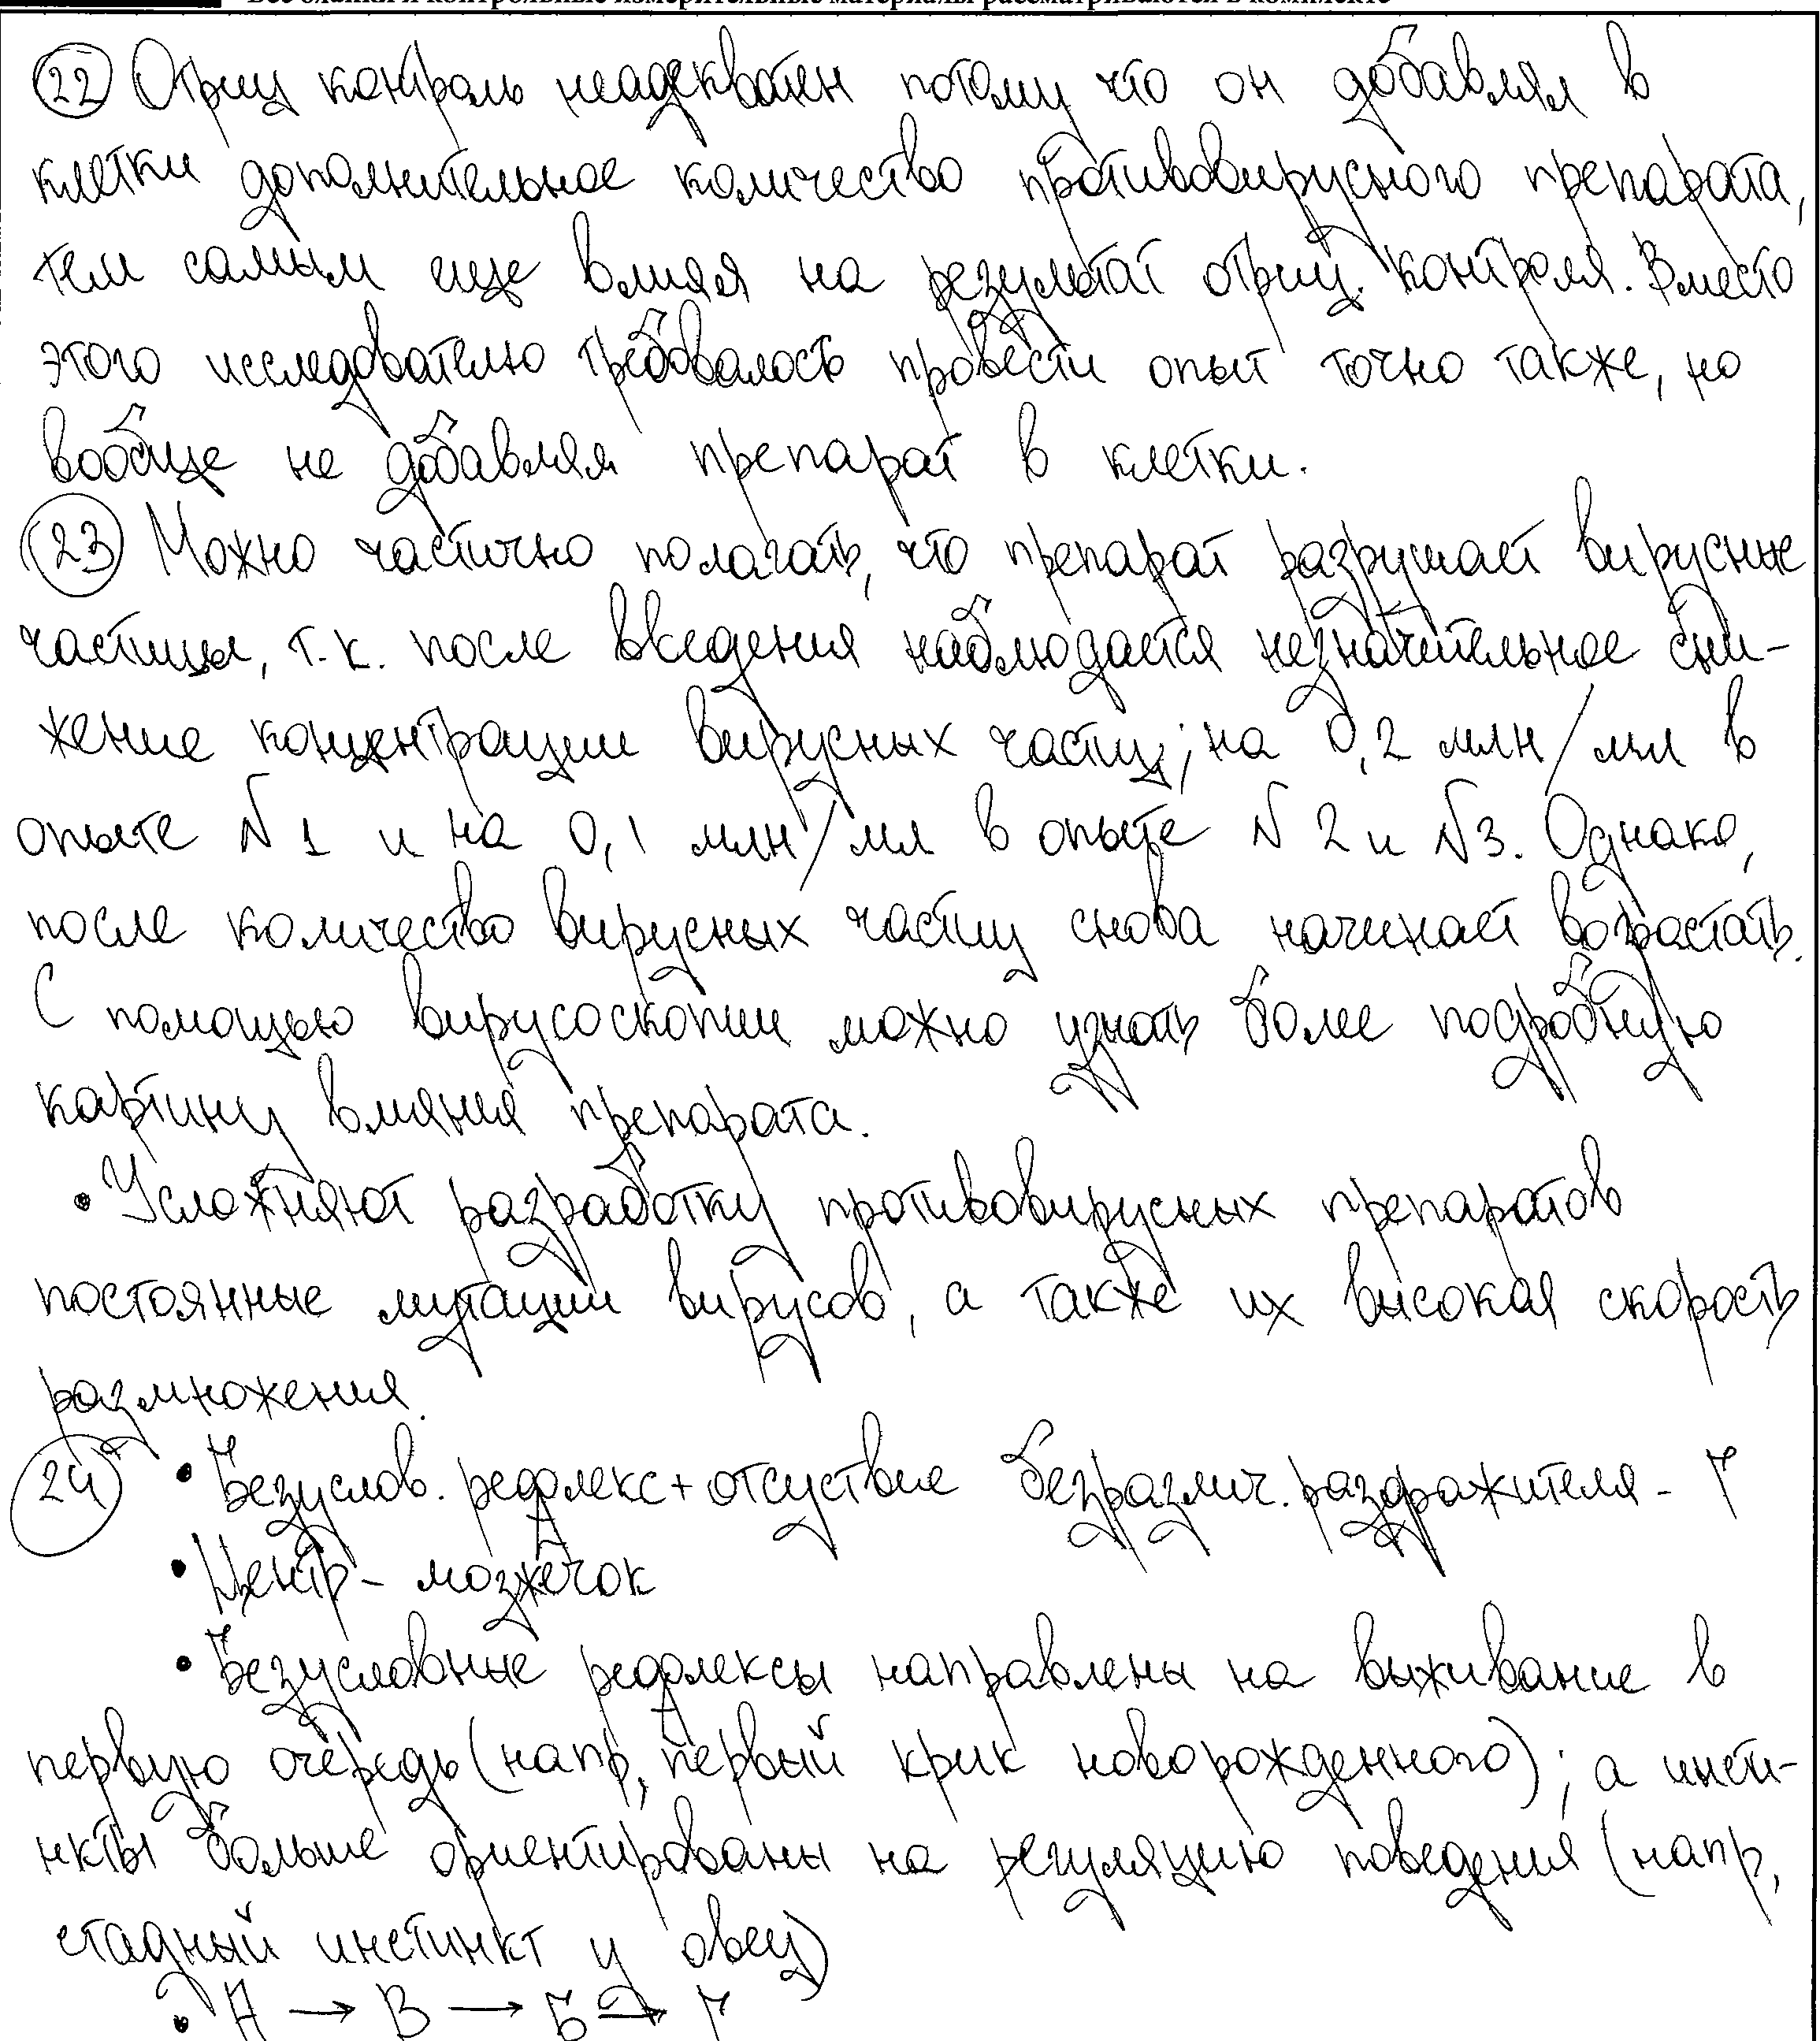 Все бланки и контрольные измерительные материалы рассматриваются в комплекте
(22) Отриц контроль неадекватен потому что он добавлял в
клетки дополнительное количество противовирусного препарата,
тем самым еще влияя на результат отриц. контроля. Вместо
этого исследователю требовалось провести опыт точно также, но
вообще не добавляя препарат в клетки.
(23) Можно частично полагать, что препарат разрушает вирусные
частицы, т.к. после введения наблюдается незначительное сни-
жение концентрации вирусных частиц; на 0,2 млн/мл в
опыте №1 и на 0,1 млн/мл в опыте №2 и №3. Однако,
после количество вирусных частиц снова начинает возрастать.
С помощью вирусоскопии можно узнать более подробную
картину влияния препарата.
• Усложняют разработку противовирусных препаратов
постоянные мутации вирусов, а также их высокая скорость
размножения.
(24) • Безуслов. рефлекс + отсуствие безразлич. раздражителя - Г
• Центр - мозжечок
• Безусловные рефлексы направлены на выживание в
первую очередь (напр, первый крик новорожденного); а инсти-
нкты больше ориентированы на регуляцию поведения (напр,
стадный инстинкт у овец)
• А → В → Б → Г